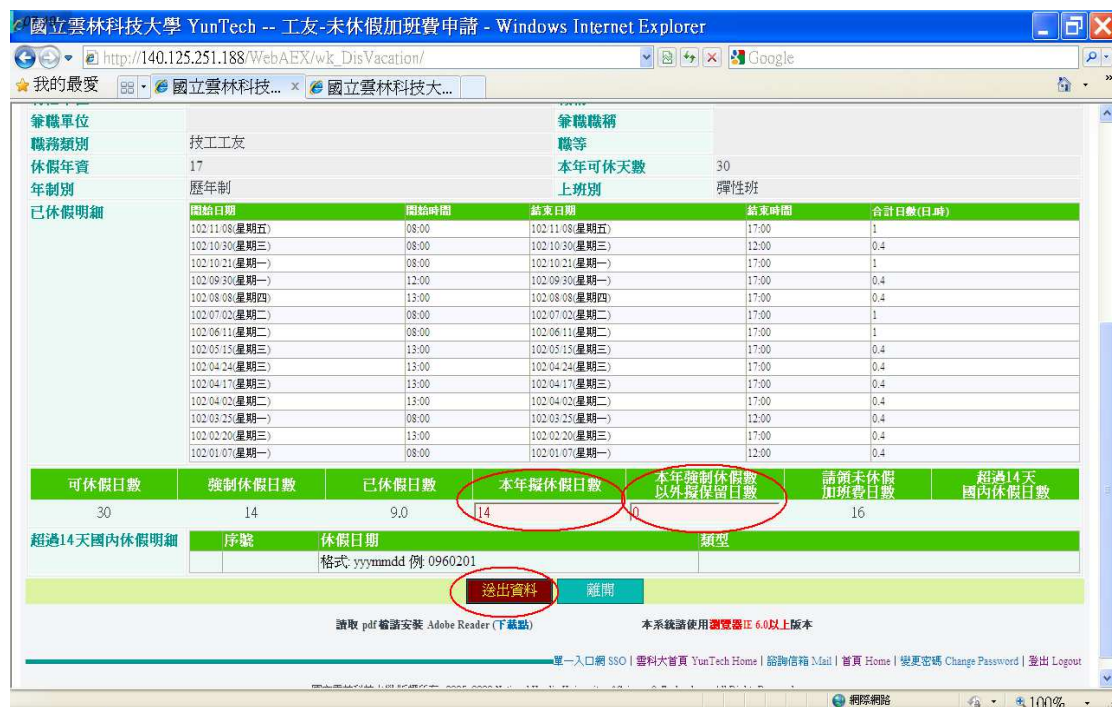 國立雲林科技大學 YunTech -- 工友-未休假加班費申請 - Windows Internet Explorer
http://140.125.251.188/WebAEX/wk_DisVacation/ Google
我的最愛 國立雲林科技... × 國立雲林科技大...
兼職單位 兼職職稱
職務類別 技工工友 職等
休假年資 17 本年可休天數 30
年制別 歷年制 上班別 彈性班
已休假明細 開始日期 開始時間 結束日期 結束時間 合計日數(日.時)
102/11/08(星期五) 08:00 102/11/08(星期五) 17:00 1
102/10/30(星期三) 08:00 102/10/30(星期三) 12:00 0.4
102/10/21(星期一) 08:00 102/10/21(星期一) 17:00 1
102/09/30(星期一) 12:00 102/09/30(星期一) 17:00 0.4
102/08/08(星期四) 13:00 102/08/08(星期四) 17:00 0.4
102/07/02(星期二) 08:00 102/07/02(星期二) 17:00 1
102/06/11(星期二) 08:00 102/06/11(星期二) 17:00 1
102/05/15(星期三) 13:00 102/05/15(星期三) 17:00 0.4
102/04/24(星期三) 13:00 102/04/24(星期三) 17:00 0.4
102/04/17(星期三) 13:00 102/04/17(星期三) 17:00 0.4
102/04/02(星期二) 13:00 102/04/02(星期二) 17:00 0.4
102/03/25(星期一) 08:00 102/03/25(星期一) 12:00 0.4
102/02/20(星期三) 13:00 102/02/20(星期三) 17:00 0.4
102/01/07(星期一) 08:00 102/01/07(星期一) 12:00 0.4
可休假日數 強制休假日數 已休假日數 本年擬休假日數 本年強制休假數以外擬保留日數 請領未休假加班費日數 超過14天國內休假日數
30 14 9.0 14 0 16
超過14天國內休假明細 序號 休假日期 類型
格式: yyymmdd 例: 0960201
送出資料 離開
讀取 pdf 檔請安裝 Adobe Reader (下載點) 本系統請使用瀏覽器IE 6.0以上版本
單一入口網 SSO | 雲科大首頁 YunTech Home | 諮詢信箱 Mail | 首頁 Home | 變更密碼 Change Password | 登出 Logout
網際網路 100%